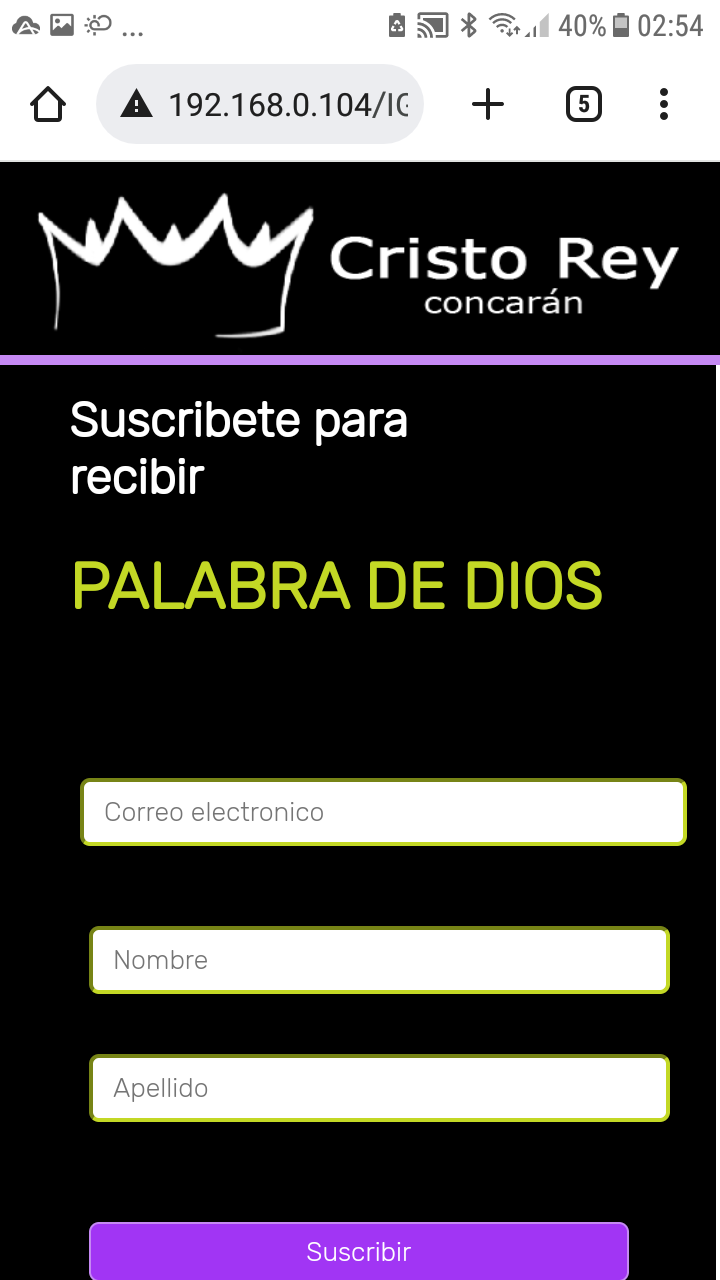 ...
40%
02:54
192.168.0.104/I
5
Cristo Rey
concarán
Suscribete para
recibir
PALABRA DE DIOS
Correo electronico
Nombre
Apellido
Suscribir